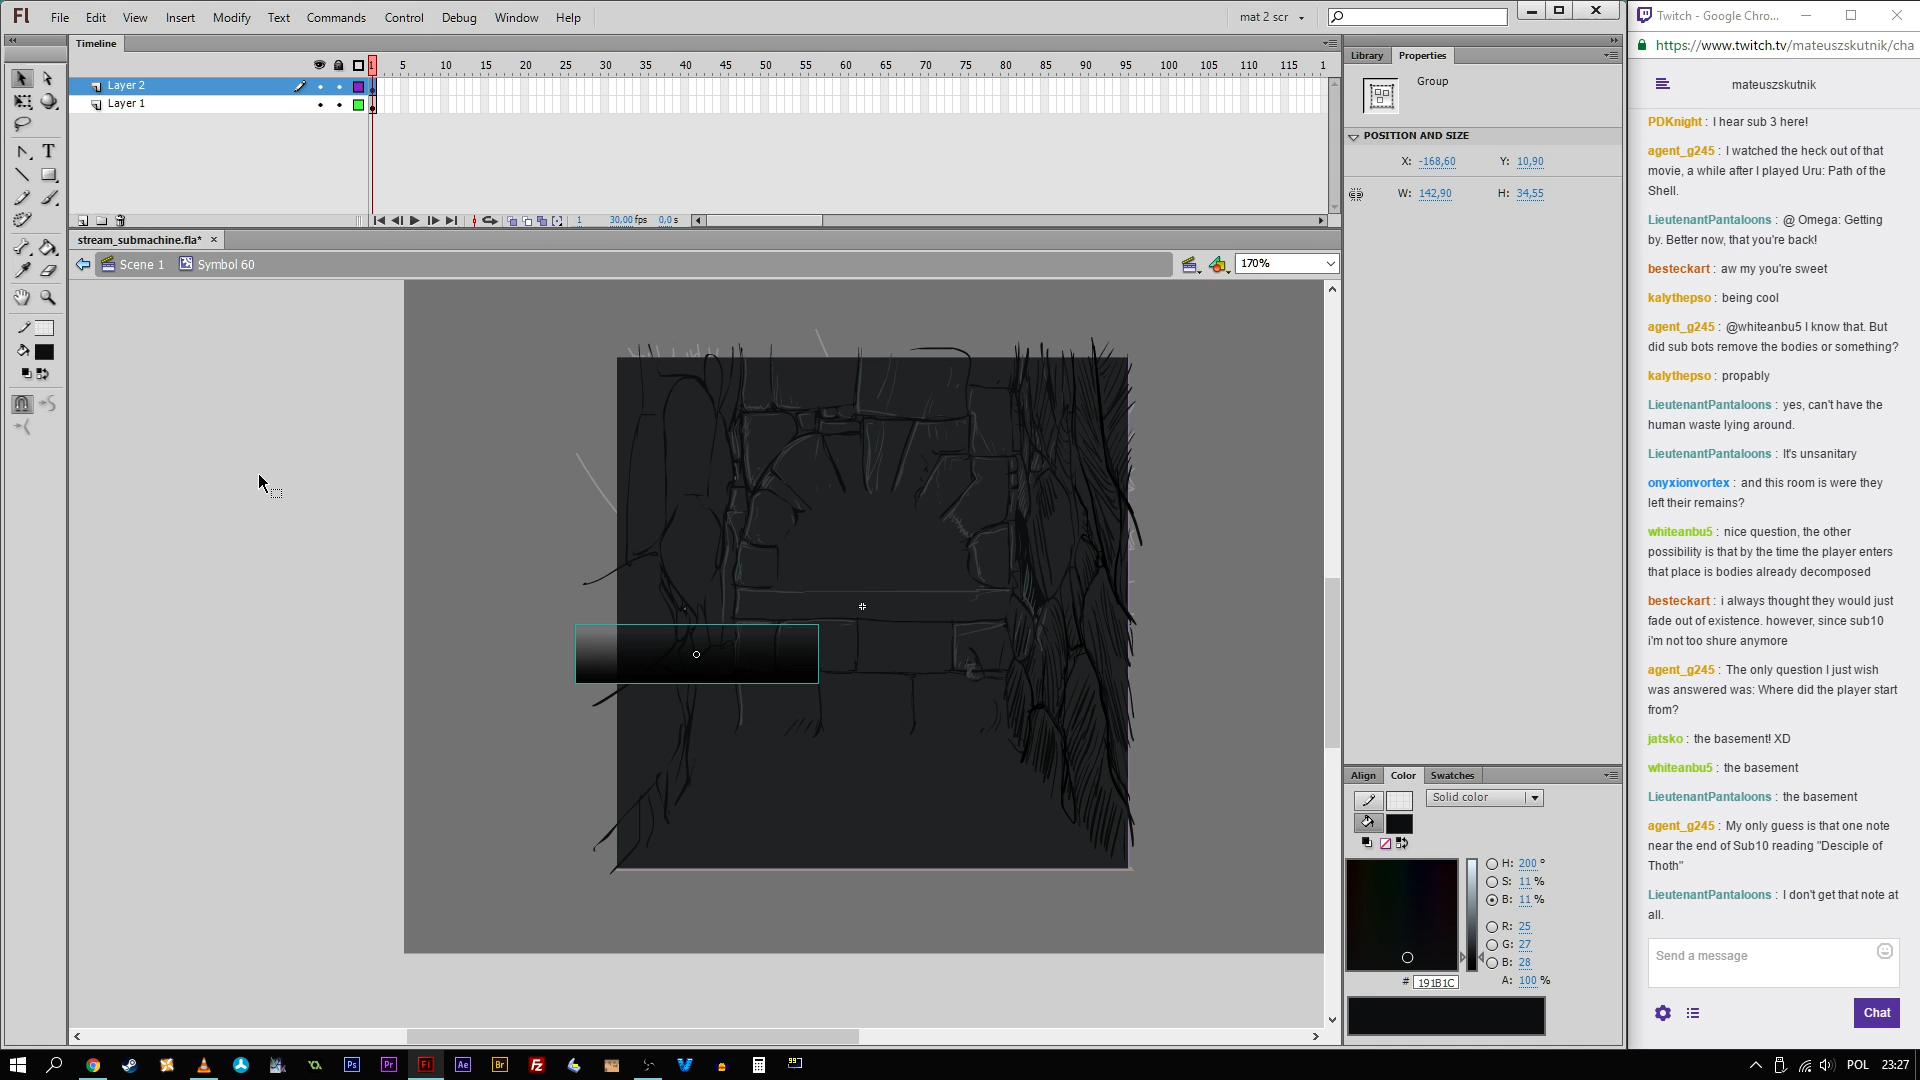 Fl File Edit View Insert Modify Text Commands Control Debug Window Help mat 2 scr
Timeline
1 5 10 15 20 25 30 35 40 45 50 55 60 65 70 75 80 85 90 95 100 105 110 115 1
Layer 2
Layer 1
1 30,00 fps 0,0 s
stream_submachine.fla*
Scene 1 Symbol 60 170%
Library Properties
Group
POSITION AND SIZE
X: -168,60 Y: 10,90
W: 142,90 H: 34,55
Align Color Swatches
Solid color
H: 200 °
S: 11 %
B: 11 %
R: 25
G: 27
B: 28
# 191B1C A: 100 %
Twitch - Google Chro...
https://www.twitch.tv/mateuszskutnik/cha
mateuszskutnik
PDKnight : I hear sub 3 here!
agent_g245 : I watched the heck out of that
movie, a while after I played Uru: Path of the
Shell.
LieutenantPantaloons : @ Omega: Getting
by. Better now, that you're back!
besteckart : aw my you're sweet
kalythepso : being cool
agent_g245 : @whiteanbu5 I know that. But
did sub bots remove the bodies or something?
kalythepso : propably
LieutenantPantaloons : yes, can't have the
human waste lying around.
LieutenantPantaloons : It's unsanitary
onyxionvortex : and this room is were they
left their remains?
whiteanbu5 : nice question, the other
possibility is that by the time the player enters
that place is bodies already decomposed
besteckart : i always thought they would just
fade out of existence. however, since sub10
i'm not too shure anymore
agent_g245 : The only question I just wish
was answered was: Where did the player start
from?
jatsko : the basement! XD
whiteanbu5 : the basement
LieutenantPantaloons : the basement
agent_g245 : My only guess is that one note
near the end of Sub10 reading "Desciple of
Thoth"
LieutenantPantaloons : I don't get that note at
all.
Send a message
Chat
Ps Pr Fl Ae Br Fz
POL 23:27